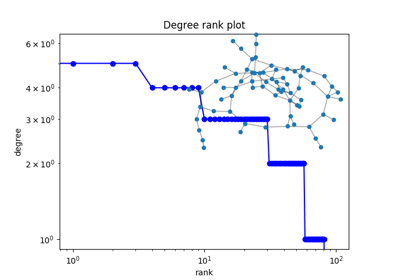 Degree rank plot
degree
6 × 10⁰
4 × 10⁰
3 × 10⁰
2 × 10⁰
10⁰
10⁰ 10¹ 10²
rank